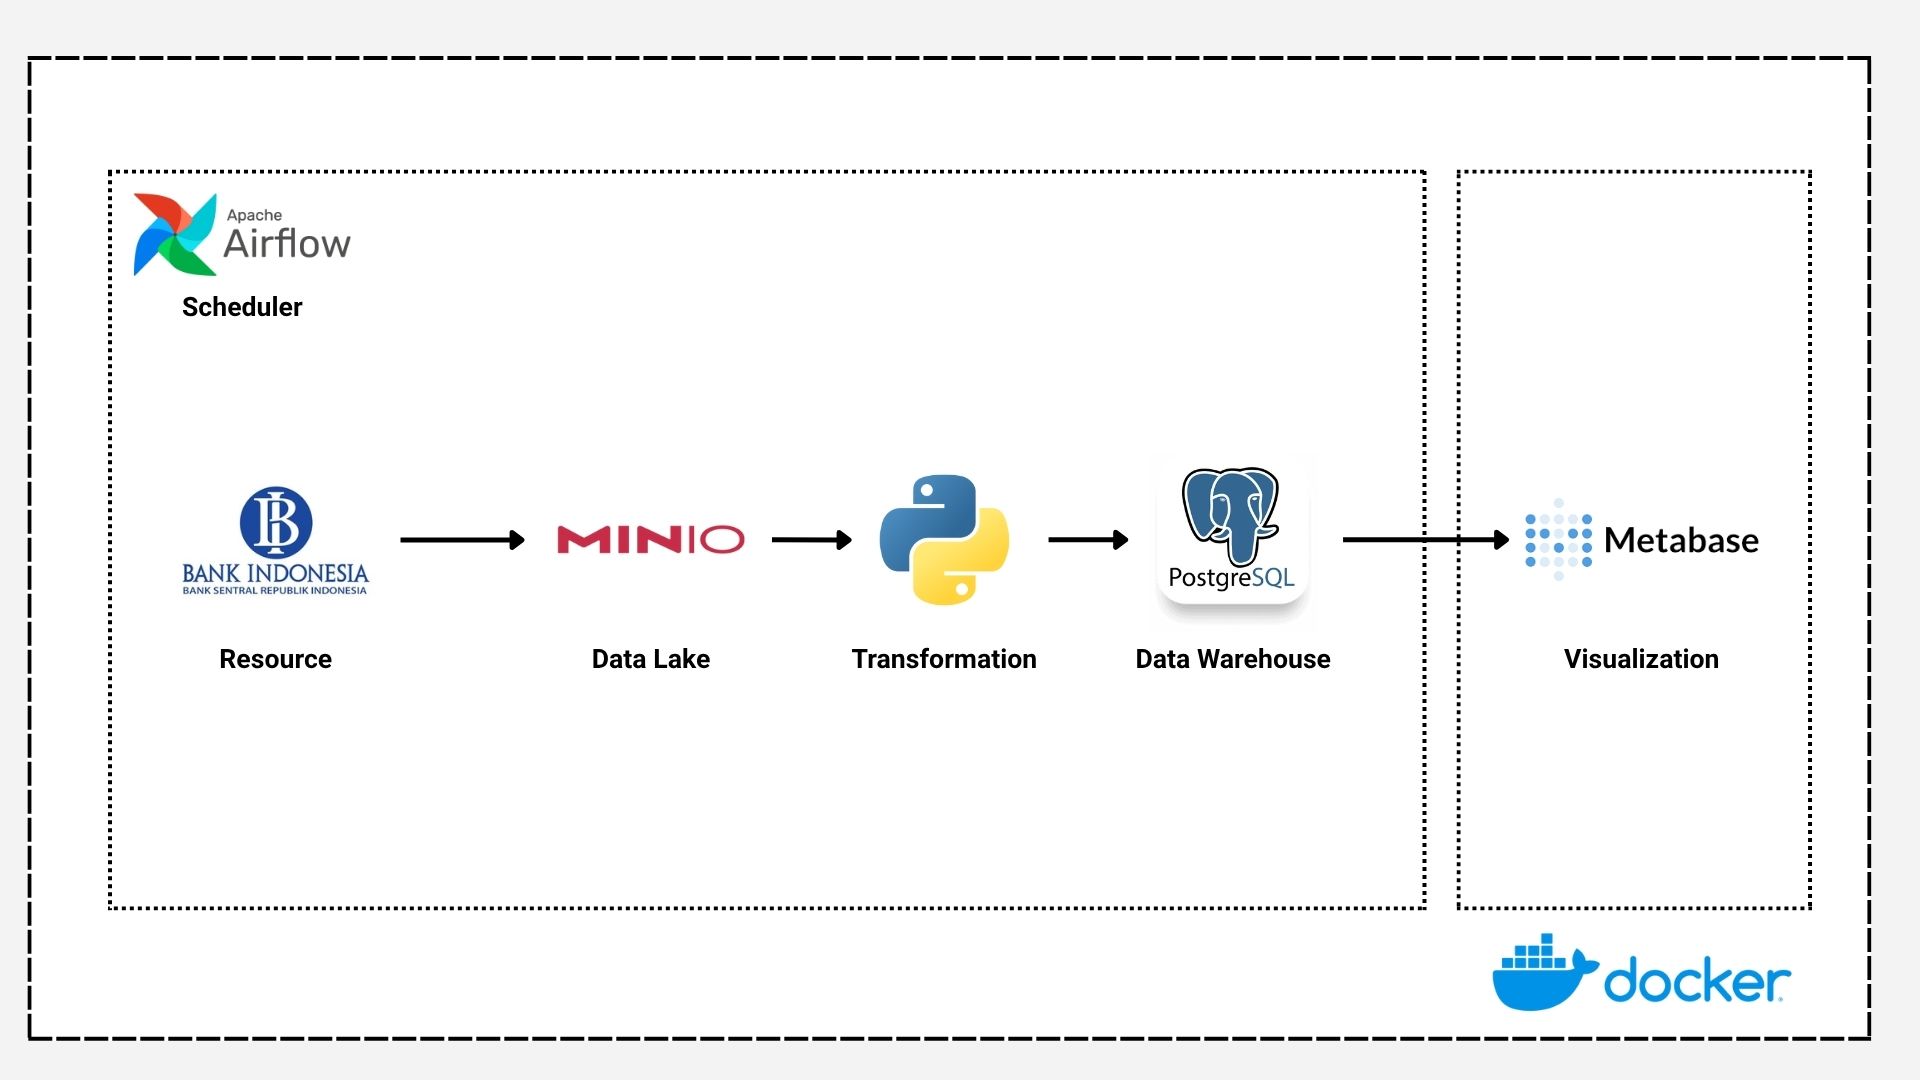 Apache
Airflow
Scheduler
BANK INDONESIA
BANK SENTRAL REPUBLIK INDONESIA
MINIO
PostgreSQL
Metabase
Resource
Data Lake
Transformation
Data Warehouse
Visualization
docker